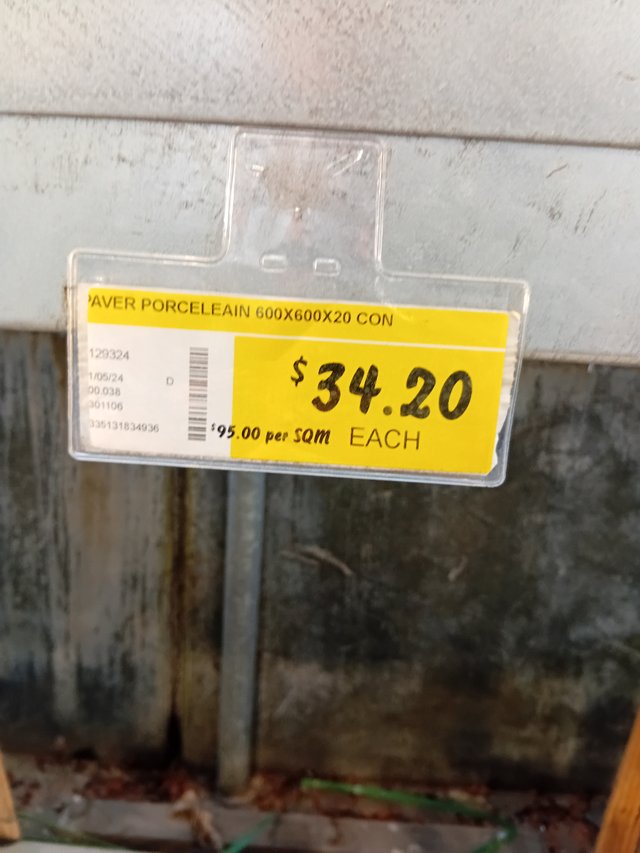 PAVER PORCELEAIN 600X600X20 CON
129324
1/05/24
D
00.038
301106
335131834936
$34.20
$95.00 per SQM EACH